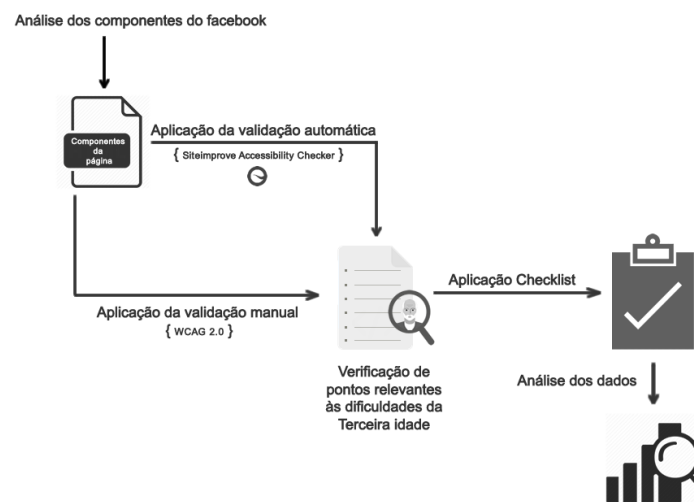 Análise dos componentes do facebook
Componentes
da
página
Aplicação da validação automática
{ Siteimprove Accessibility Checker }
Aplicação da validação manual
{ WCAG 2.0 }
Verificação de
pontos relevantes
às dificuldades da
Terceira idade
Aplicação Checklist
Análise dos dados